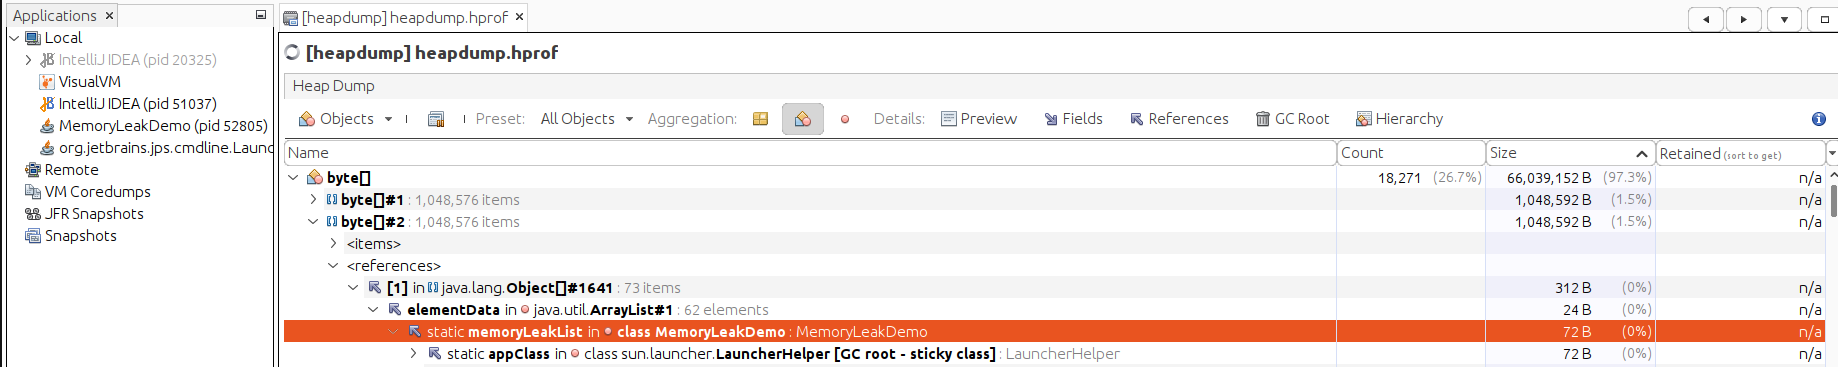 Applications ×
Local
IntelliJ IDEA (pid 20325)
VisualVM
IntelliJ IDEA (pid 51037)
MemoryLeakDemo (pid 52805)
org.jetbrains.jps.cmdline.Laun
Remote
VM Coredumps
JFR Snapshots
Snapshots
[heapdump] heapdump.hprof ×
[heapdump] heapdump.hprof
Heap Dump
Objects Preset: All Objects Aggregation: Details: Preview Fields References GC Root Hierarchy
Name Count Size Retained (sort to get)
byte[] 18,271 (26.7%) 66,039,152 B (97.3%) n/a
byte[]#1 : 1,048,576 items 1,048,592 B (1.5%) n/a
byte[]#2 : 1,048,576 items 1,048,592 B (1.5%) n/a
<items>
<references>
[1] in java.lang.Object[]#1641 : 73 items 312 B (0%) n/a
elementData in java.util.ArrayList#1 : 62 elements 24 B (0%) n/a
static memoryLeakList in class MemoryLeakDemo : MemoryLeakDemo 72 B (0%) n/a
static appClass in class sun.launcher.LauncherHelper [GC root - sticky class] : LauncherHelper 72 B (0%) n/a